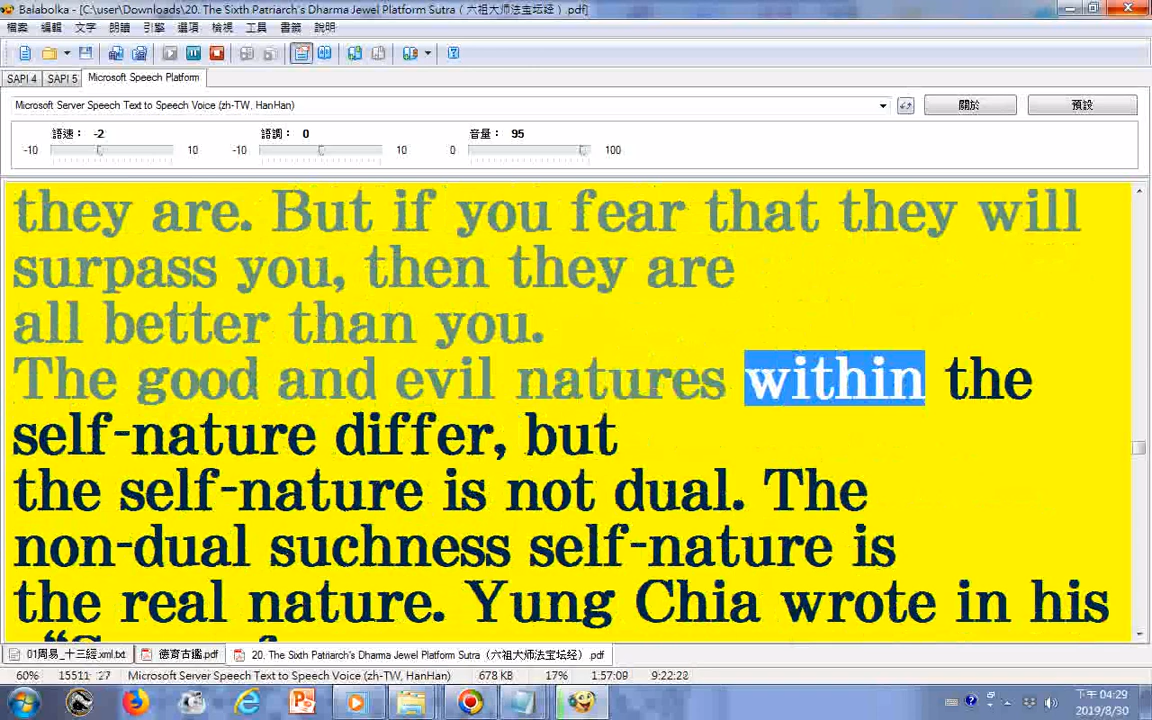 Balabolka - [C:\user\Downloads\20. The Sixth Patriarch's Dharma Jewel Platform Sutra（六祖大师法宝坛经）.pdf]
檔案 編輯 文字 朗讀 引擎 選項 檢視 工具 書籤 說明
SAPI 4 SAPI 5 Microsoft Speech Platform
Microsoft Server Speech Text to Speech Voice (zh-TW, HanHan) 關於 預設
語速： -2 語調： 0 音量： 95
-10 10 -10 10 0 100
they are. But if you fear that they will
surpass you, then they are
all better than you.
The good and evil natures within the
self-nature differ, but
the self-nature is not dual. The
non-dual suchness self-nature is
the real nature. Yung Chia wrote in his
01周易_十三經.xml.txt 德育古鑑.pdf 20. The Sixth Patriarch's Dharma Jewel Platform Sutra（六祖大师法宝坛经）.pdf
60% 15511: 27 Microsoft Server Speech Text to Speech Voice (zh-TW, HanHan) 678 KB 17% 1:57:09 9:22:28
下午 04:29
2019/8/30